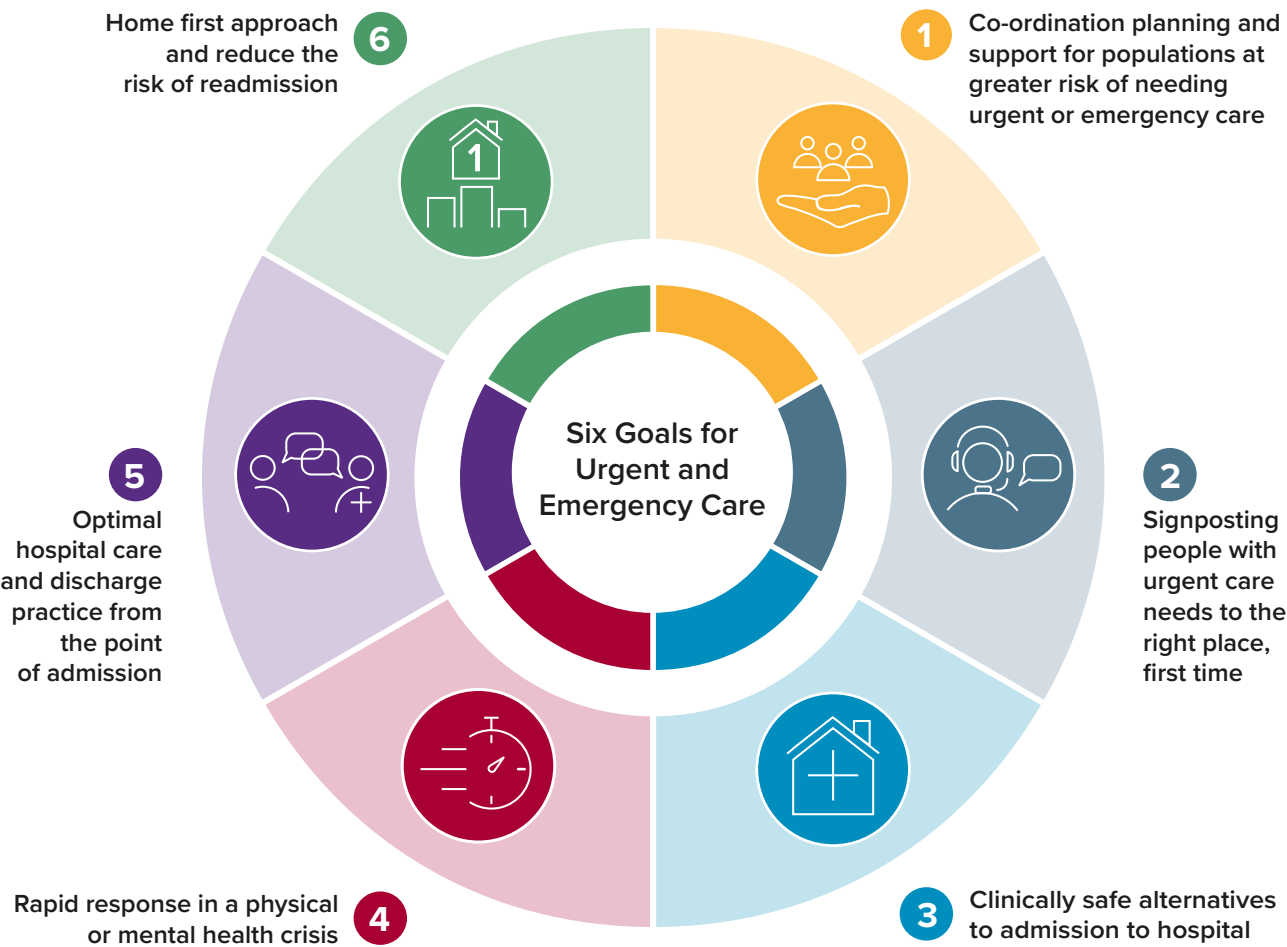 1
Co-ordination planning and
support for populations at
greater risk of needing
urgent or emergency care
2
Signposting
people with
urgent care
needs to the
right place,
first time
3
Clinically safe alternatives
to admission to hospital
4
Rapid response in a physical
or mental health crisis
5
Optimal
hospital care
and discharge
practice from
the point
of admission
6
Home first approach
and reduce the
risk of readmission
1
Six Goals for
Urgent and
Emergency Care